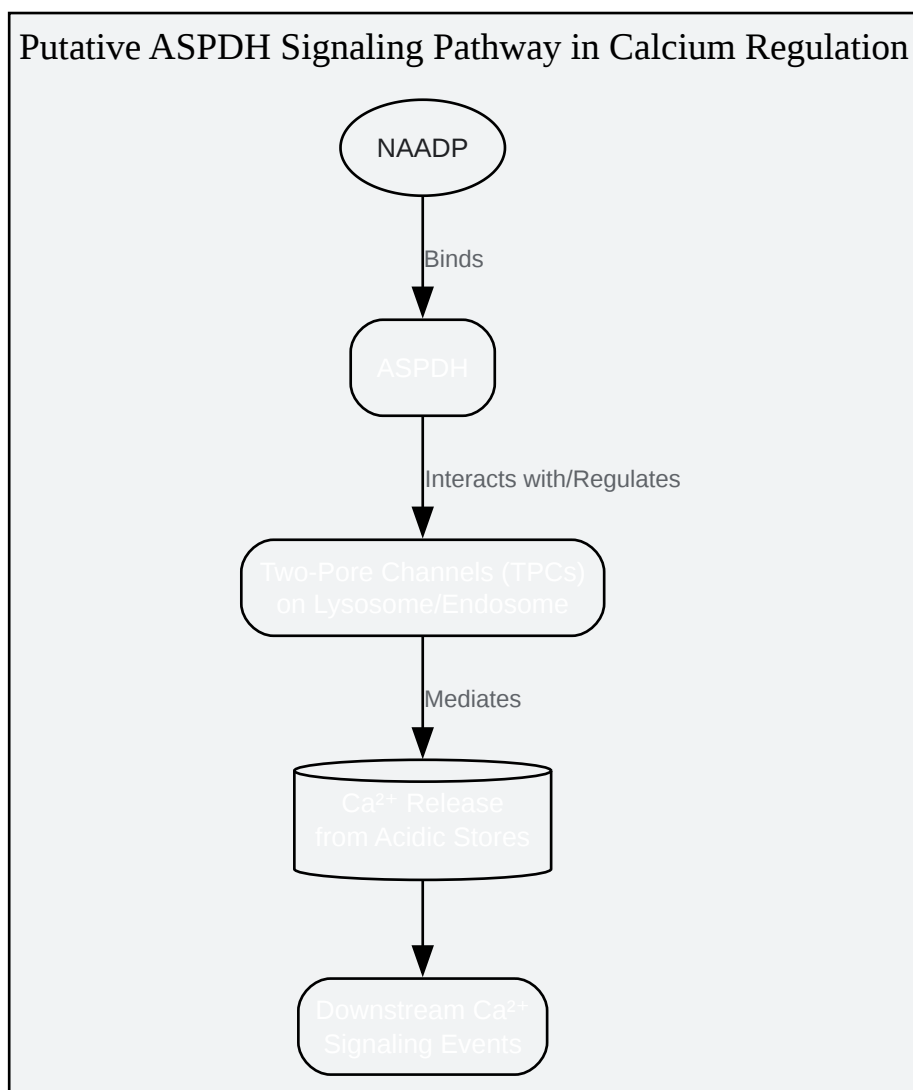 Putative ASPDH Signaling Pathway in Calcium Regulation
NAADP
Binds
ASPDH
Interacts with/Regulates
Two-Pore Channels (TPCs)
on Lysosome/Endosome
Mediates
Ca²⁺ Release
from Acidic Stores
Downstream Ca²⁺
Signaling Events